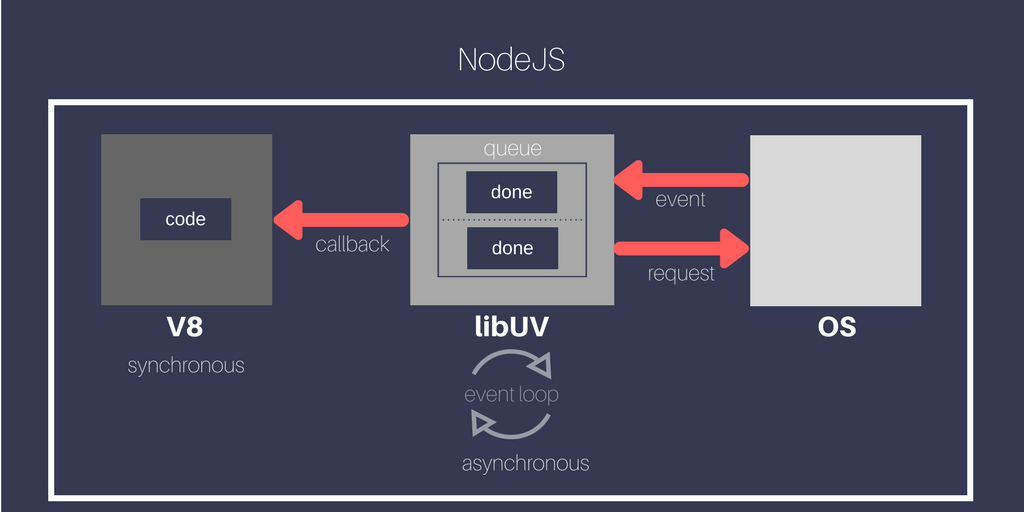 NodeJS
queue
done
event
code
callback
done
request
V8
libUV
OS
synchronous
event loop
asynchronous